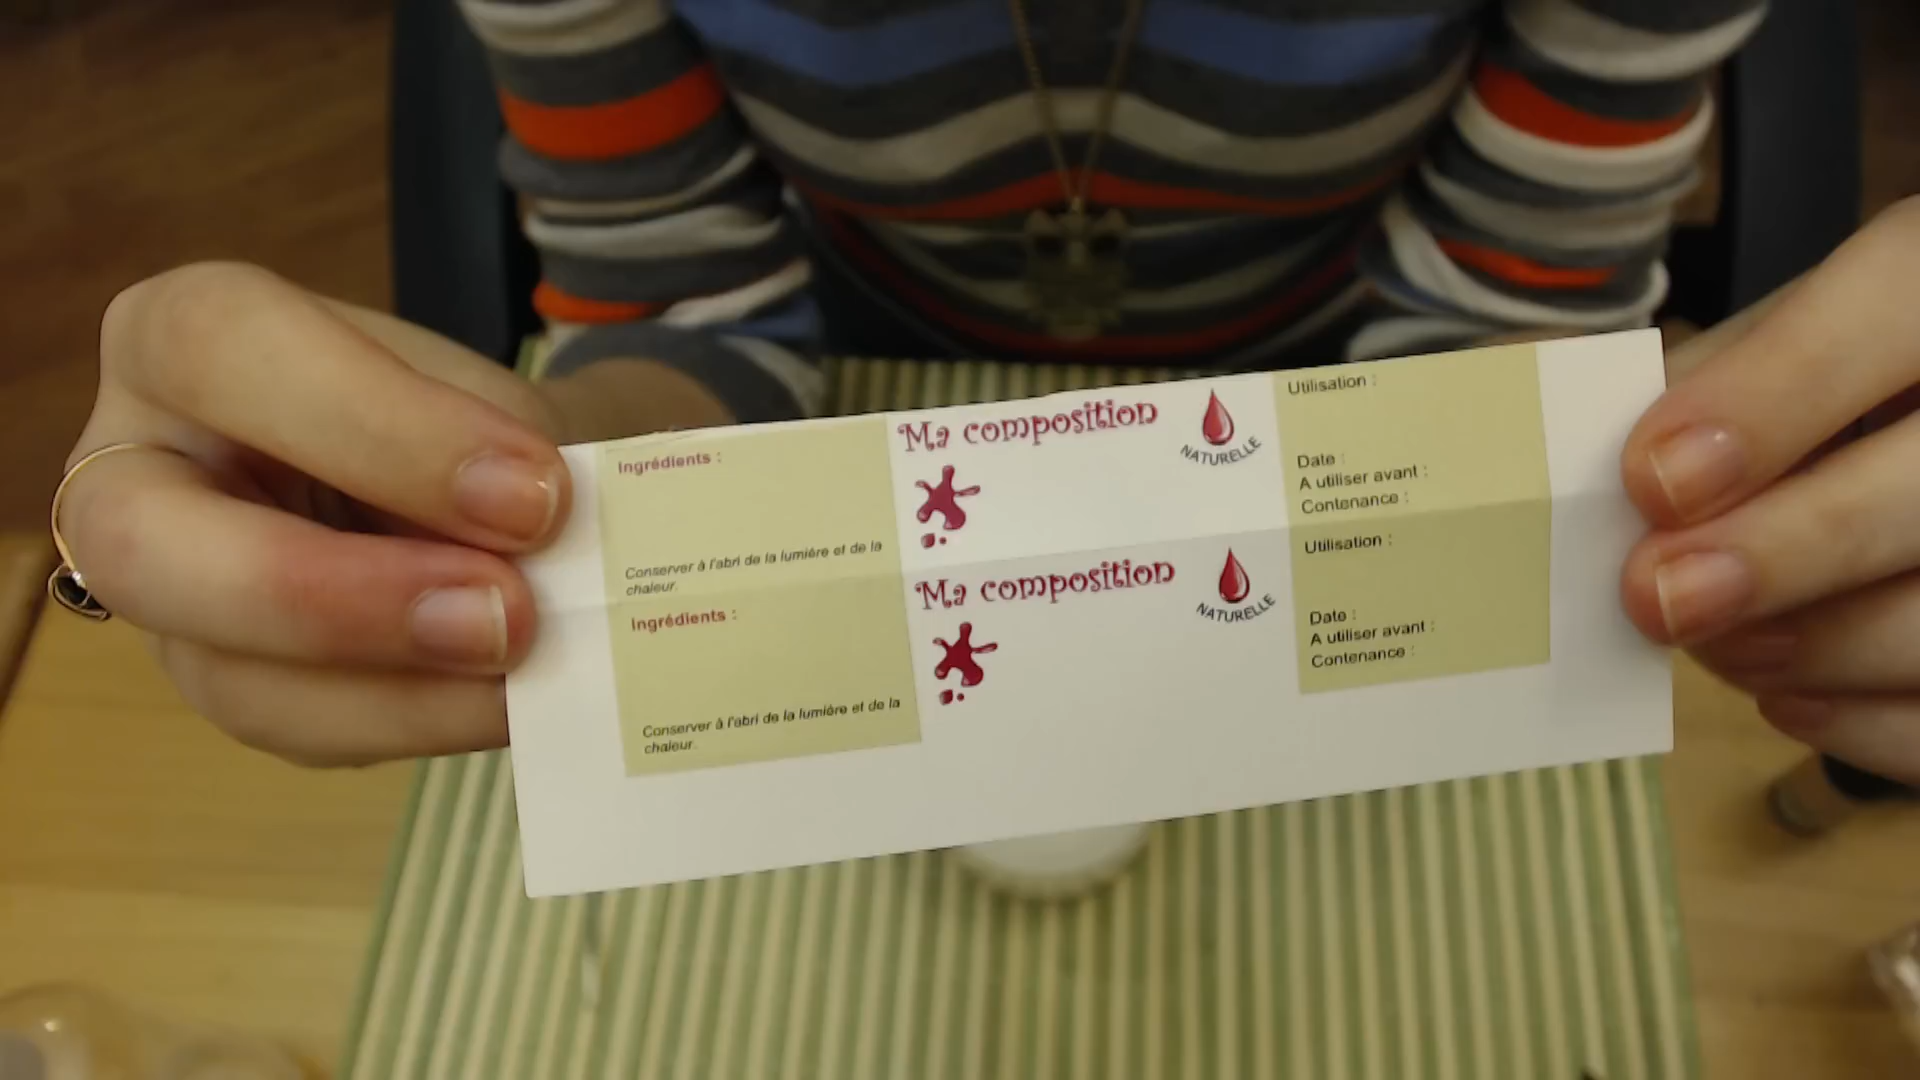 Ingrédients :
Conserver à l'abri de la lumière et de la
chaleur.
Ma composition
NATURELLE
Utilisation :
Date :
A utiliser avant :
Contenance :
Ingrédients :
Conserver à l'abri de la lumière et de la
chaleur.
Ma composition
NATURELLE
Utilisation :
Date :
A utiliser avant :
Contenance :